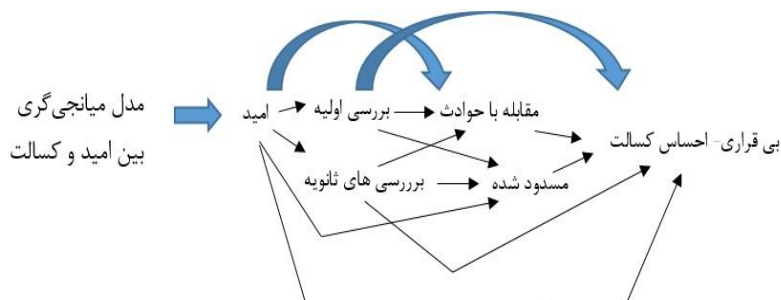 مدل میانجی‌گری
بین امید و کسالت
امید
بررسی اولیه
مقابله با حوادث
بی قراری- احساس کسالت
برررسی های ثانویه
مسدود شده